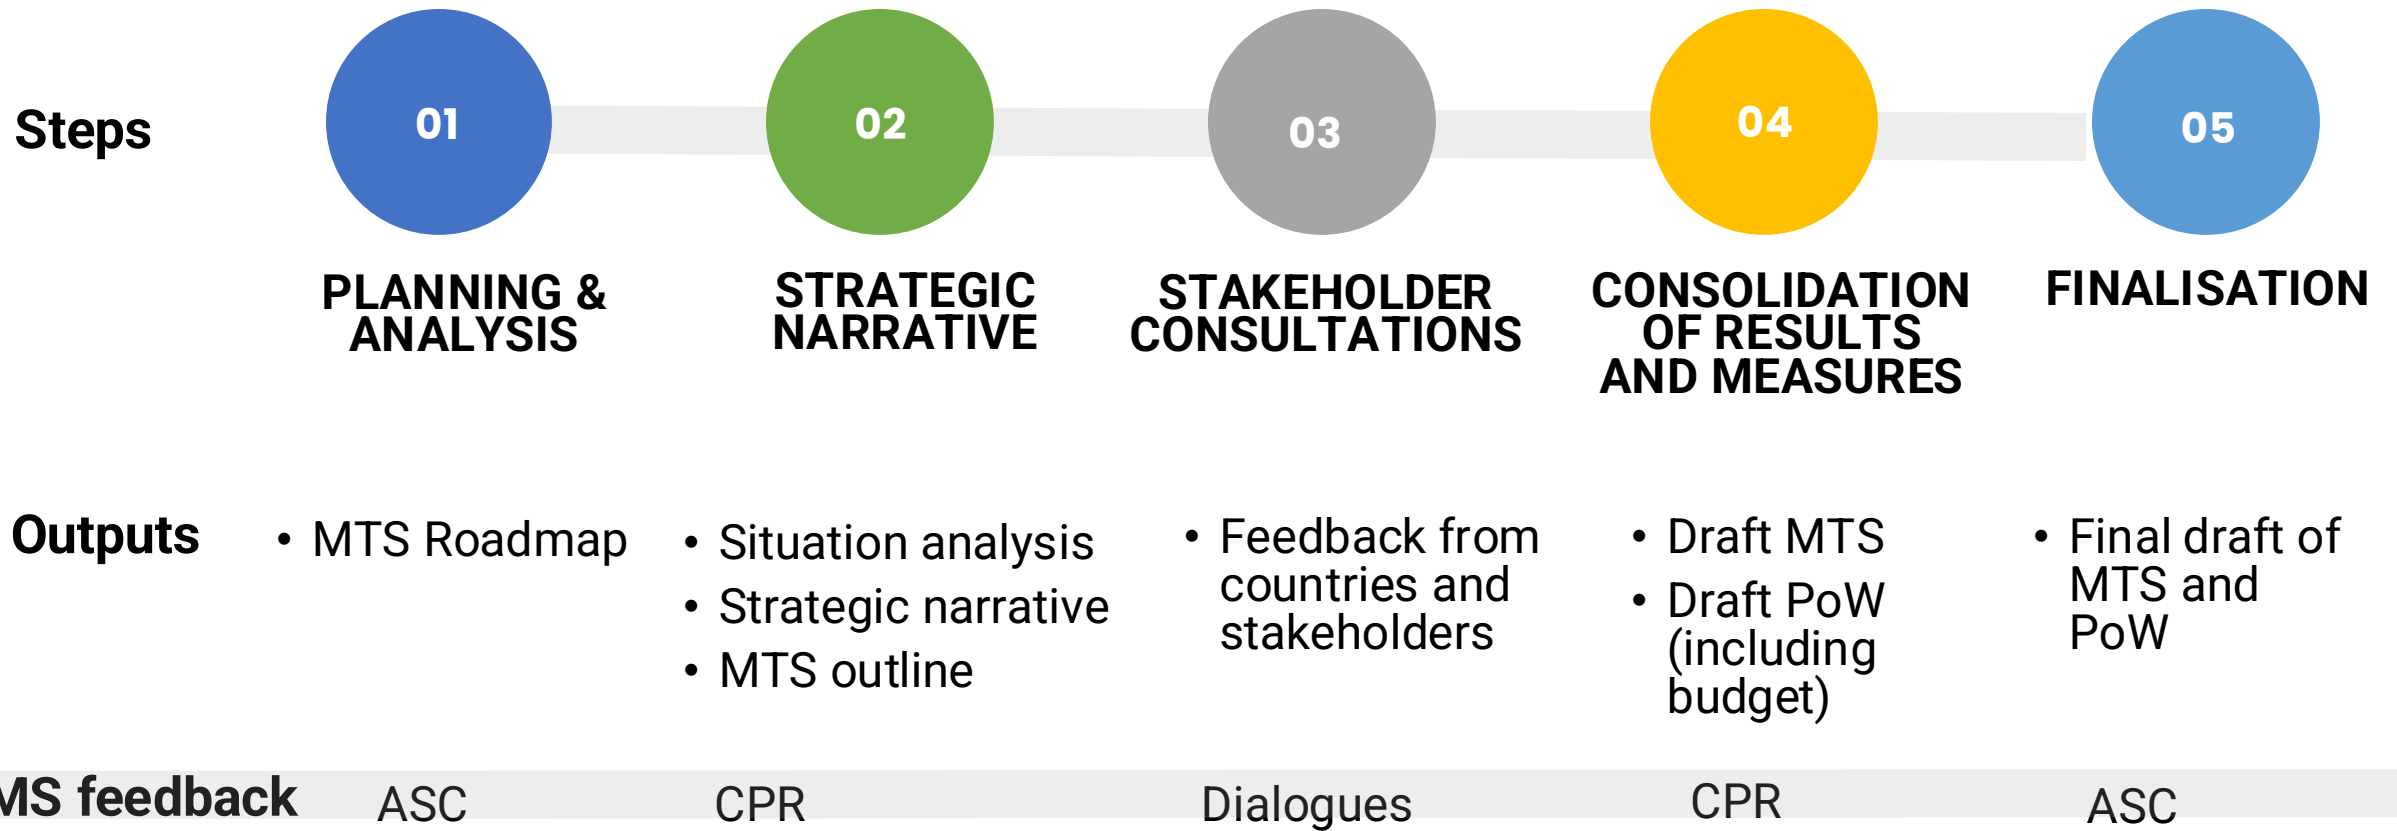 Steps
01
02
03
04
05
PLANNING &
ANALYSIS
STRATEGIC
NARRATIVE
STAKEHOLDER
CONSULTATIONS
CONSOLIDATION
OF RESULTS
AND MEASURES
FINALISATION
Outputs
• MTS Roadmap
• Situation analysis
• Strategic narrative
• MTS outline
• Feedback from
countries and
stakeholders
• Draft MTS
• Draft PoW
(including
budget)
• Final draft of
MTS and
PoW
MS feedback
ASC
CPR
Dialogues
CPR
ASC